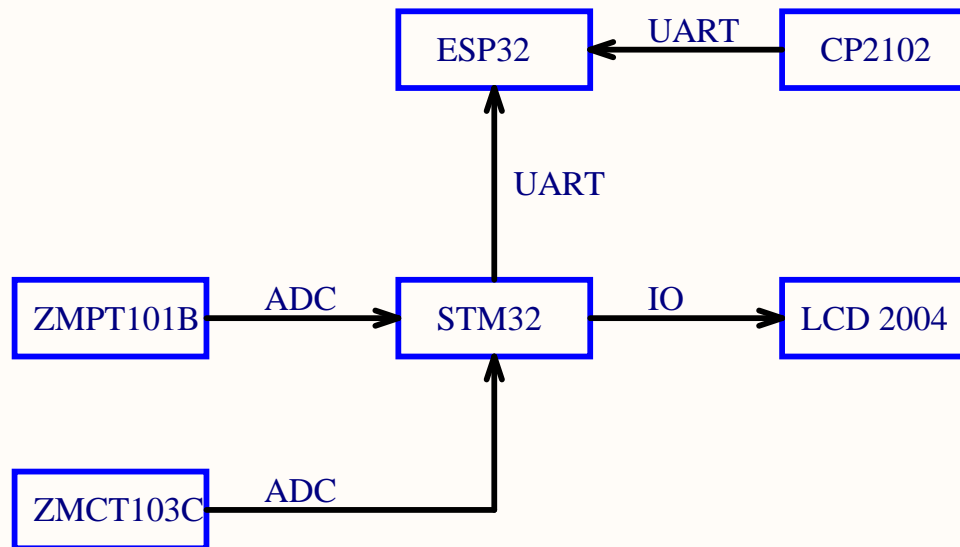 ESP32
UART
CP2102
UART
ZMPT101B
ADC
STM32
IO
LCD 2004
ZMCT103C
ADC